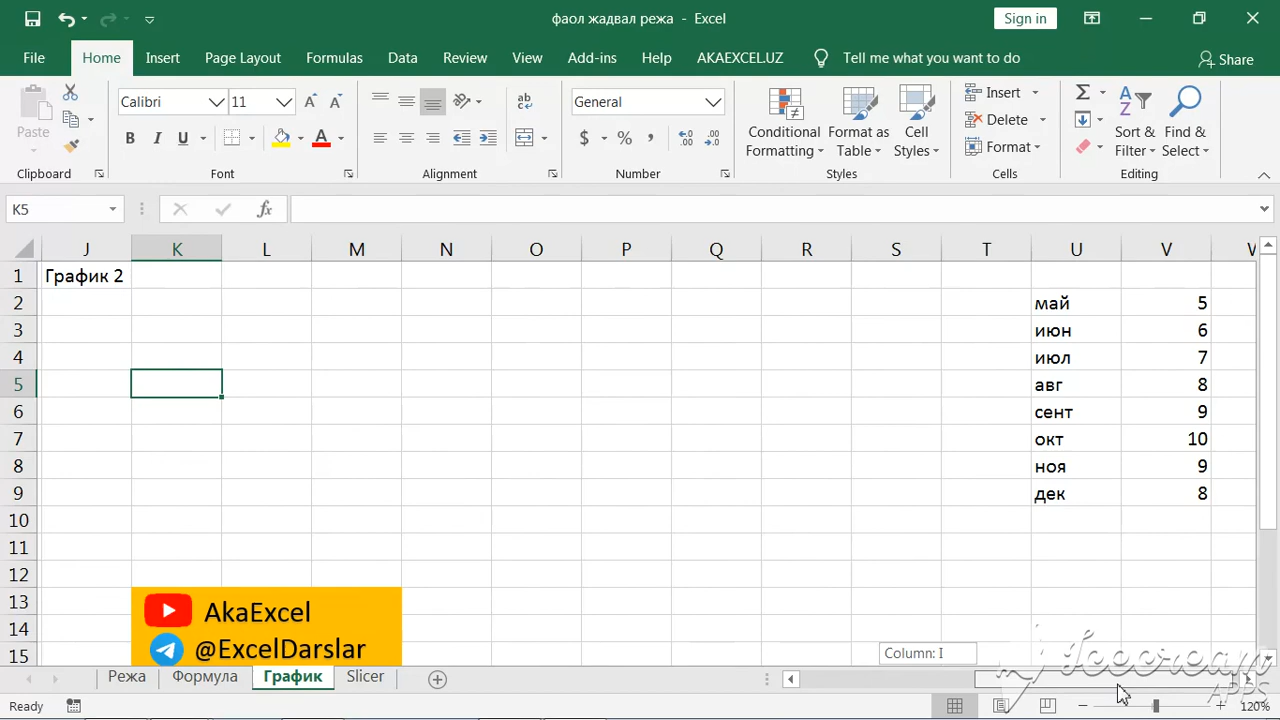 фаол жадвал режа - Excel
Sign in
File Home Insert Page Layout Formulas Data Review View Add-ins Help AKAEXCEL.UZ Tell me what you want to do Share
Paste
Calibri 11
B I U A
ab
General
$ % ,
Conditional Formatting
Format as Table
Cell Styles
Insert
Delete
Format
Sort & Filter
Find & Select
Clipboard Font Alignment Number Styles Cells Editing
K5 fx
J K L M N O P Q R S T U V
1 График 2
2 май 5
3 июн 6
4 июл 7
5 авг 8
6 сент 9
7 окт 10
8 ноя 9
9 дек 8
10
11
12
13 AkaExcel
14
15 @ExcelDarslar
Column: I
Icecream
APPS
Режа Формула График Slicer
Ready 120%